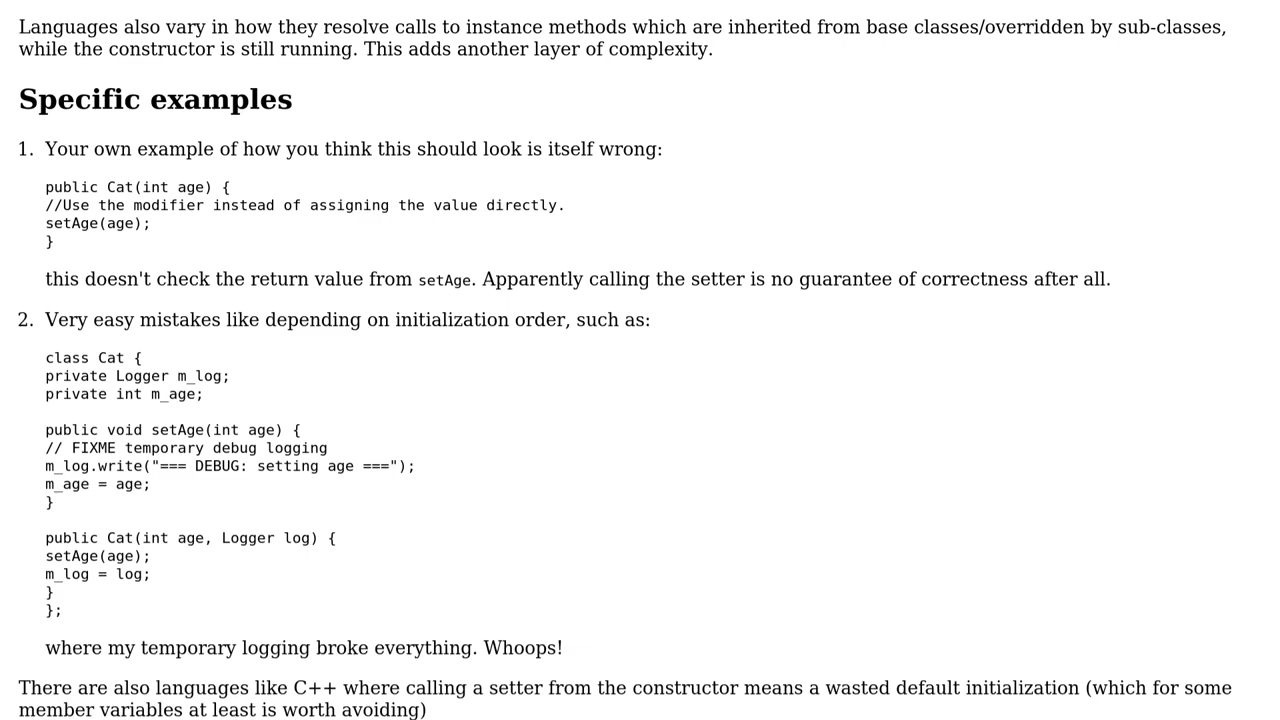 Languages also vary in how they resolve calls to instance methods which are inherited from base classes/overridden by sub-classes,
while the constructor is still running. This adds another layer of complexity.
Specific examples
1. Your own example of how you think this should look is itself wrong:
public Cat(int age) {
//Use the modifier instead of assigning the value directly.
setAge(age);
}
this doesn't check the return value from setAge. Apparently calling the setter is no guarantee of correctness after all.
2. Very easy mistakes like depending on initialization order, such as:
class Cat {
private Logger m_log;
private int m_age;
public void setAge(int age) {
// FIXME temporary debug logging
m_log.write("=== DEBUG: setting age ===");
m_age = age;
}
public Cat(int age, Logger log) {
setAge(age);
m_log = log;
}
};
where my temporary logging broke everything. Whoops!
There are also languages like C++ where calling a setter from the constructor means a wasted default initialization (which for some
member variables at least is worth avoiding)